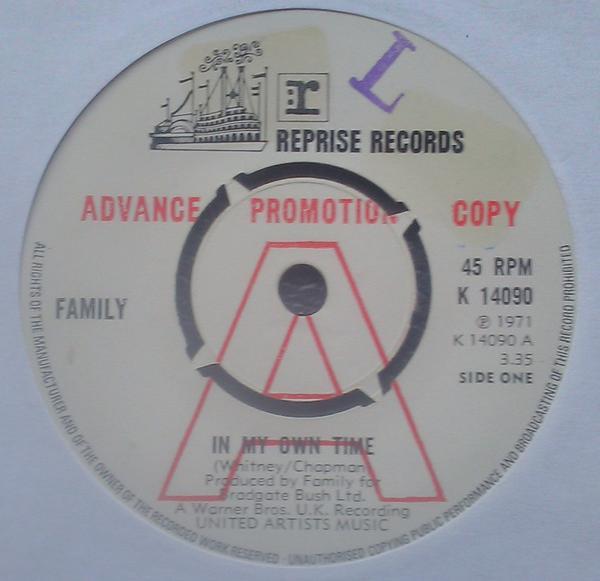 L
r
REPRISE RECORDS
ADVANCE PROMOTION COPY
45 RPM
K 14090
℗ 1971
K 14090 A
3.35
SIDE ONE
FAMILY
A
IN MY OWN TIME
(Whitney/Chapman)
Produced by Family for
Bradgate Bush Ltd.
A Warner Bros. U.K. Recording
UNITED ARTISTS MUSIC
ALL RIGHTS OF THE MANUFACTURER AND OF THE OWNER OF THE RECORDED WORK RESERVED · UNAUTHORISED COPYING PUBLIC PERFORMANCE AND BROADCASTING OF THIS RECORD PROHIBITED